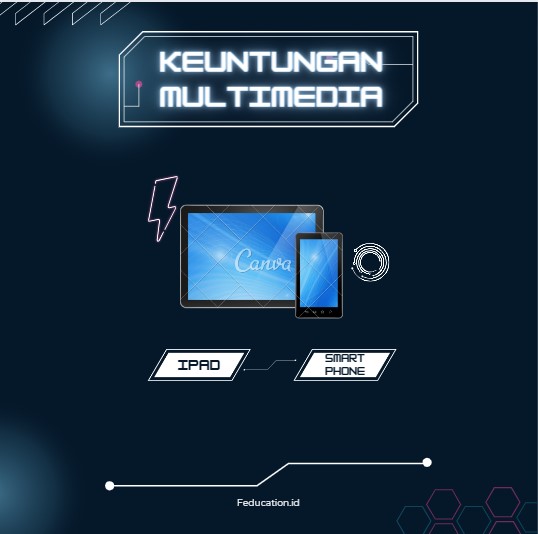 KEUNTUNGAN
MULTIMEDIA
Canva
IPAD
SMART
PHONE
Feducation.id